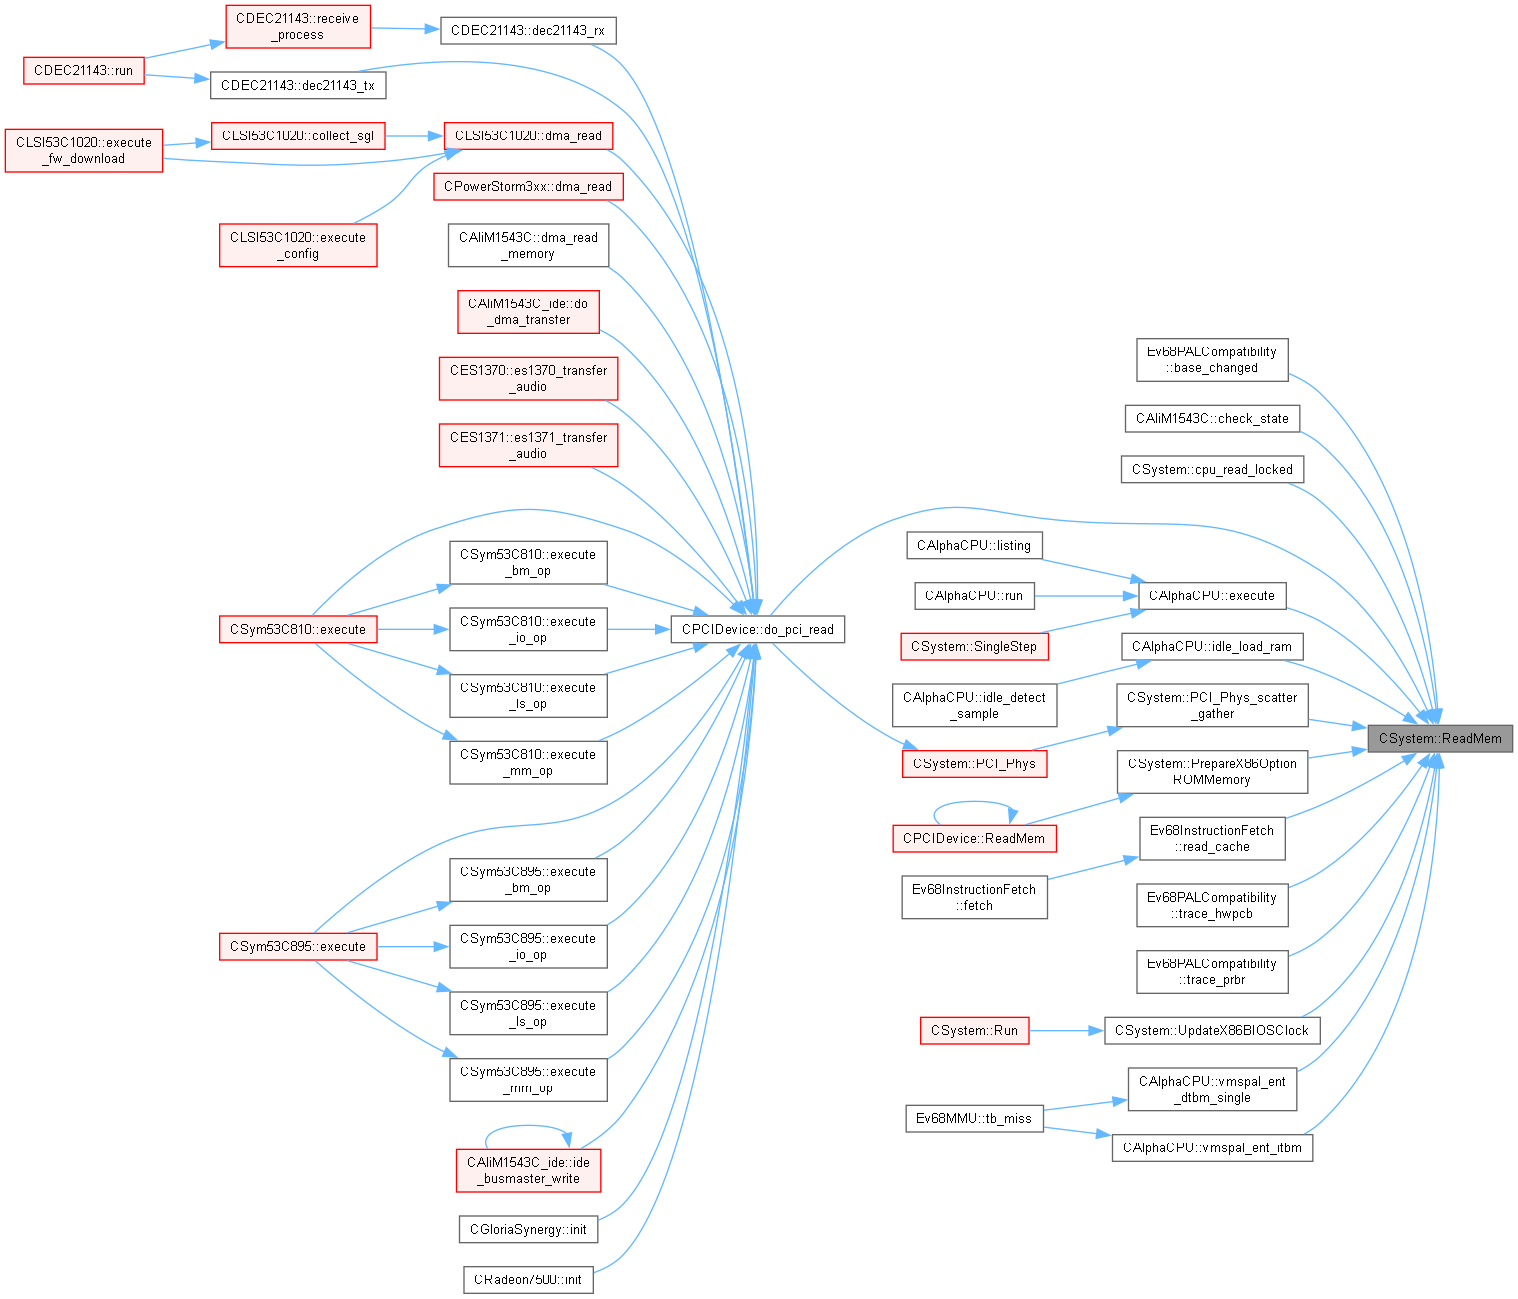 CDEC21143::receive
_process
CDEC21143::dec21143_rx
CDEC21143::run
CDEC21143::dec21143_tx
CLSI53C1020::execute
_fw_download
CLSI53C1020::collect_sgl
CLSI53C1020::dma_read
CPowerStorm3xx::dma_read
CLSI53C1020::execute
_config
CAliM1543C::dma_read
_memory
CAliM1543C_ide::do
_dma_transfer
CES1370::es1370_transfer
_audio
CES1371::es1371_transfer
_audio
CSym53C810::execute
_bm_op
CSym53C810::execute
CSym53C810::execute
_io_op
CSym53C810::execute
_ls_op
CSym53C810::execute
_mm_op
CPCIDevice::do_pci_read
CSym53C895::execute
_bm_op
CSym53C895::execute
CSym53C895::execute
_io_op
CSym53C895::execute
_ls_op
CSym53C895::execute
_mm_op
CAliM1543C_ide::ide
_busmaster_write
CGloriaSynergy::init
CRadeon7500::init
Ev68PALCompatibility
::base_changed
CAliM1543C::check_state
CSystem::cpu_read_locked
CAlphaCPU::listing
CAlphaCPU::run
CAlphaCPU::execute
CSystem::SingleStep
CAlphaCPU::idle_load_ram
CAlphaCPU::idle_detect
_sample
CSystem::PCI_Phys_scatter
_gather
CSystem::PCI_Phys
CSystem::PrepareX86Option
ROMMemory
CPCIDevice::ReadMem
Ev68InstructionFetch
::read_cache
Ev68InstructionFetch
::fetch
Ev68PALCompatibility
::trace_hwpcb
Ev68PALCompatibility
::trace_prbr
CSystem::Run
CSystem::UpdateX86BIOSClock
CAlphaCPU::vmspal_ent
_dtbm_single
Ev68MMU::tb_miss
CAlphaCPU::vmspal_ent_itbm
CSystem::ReadMem